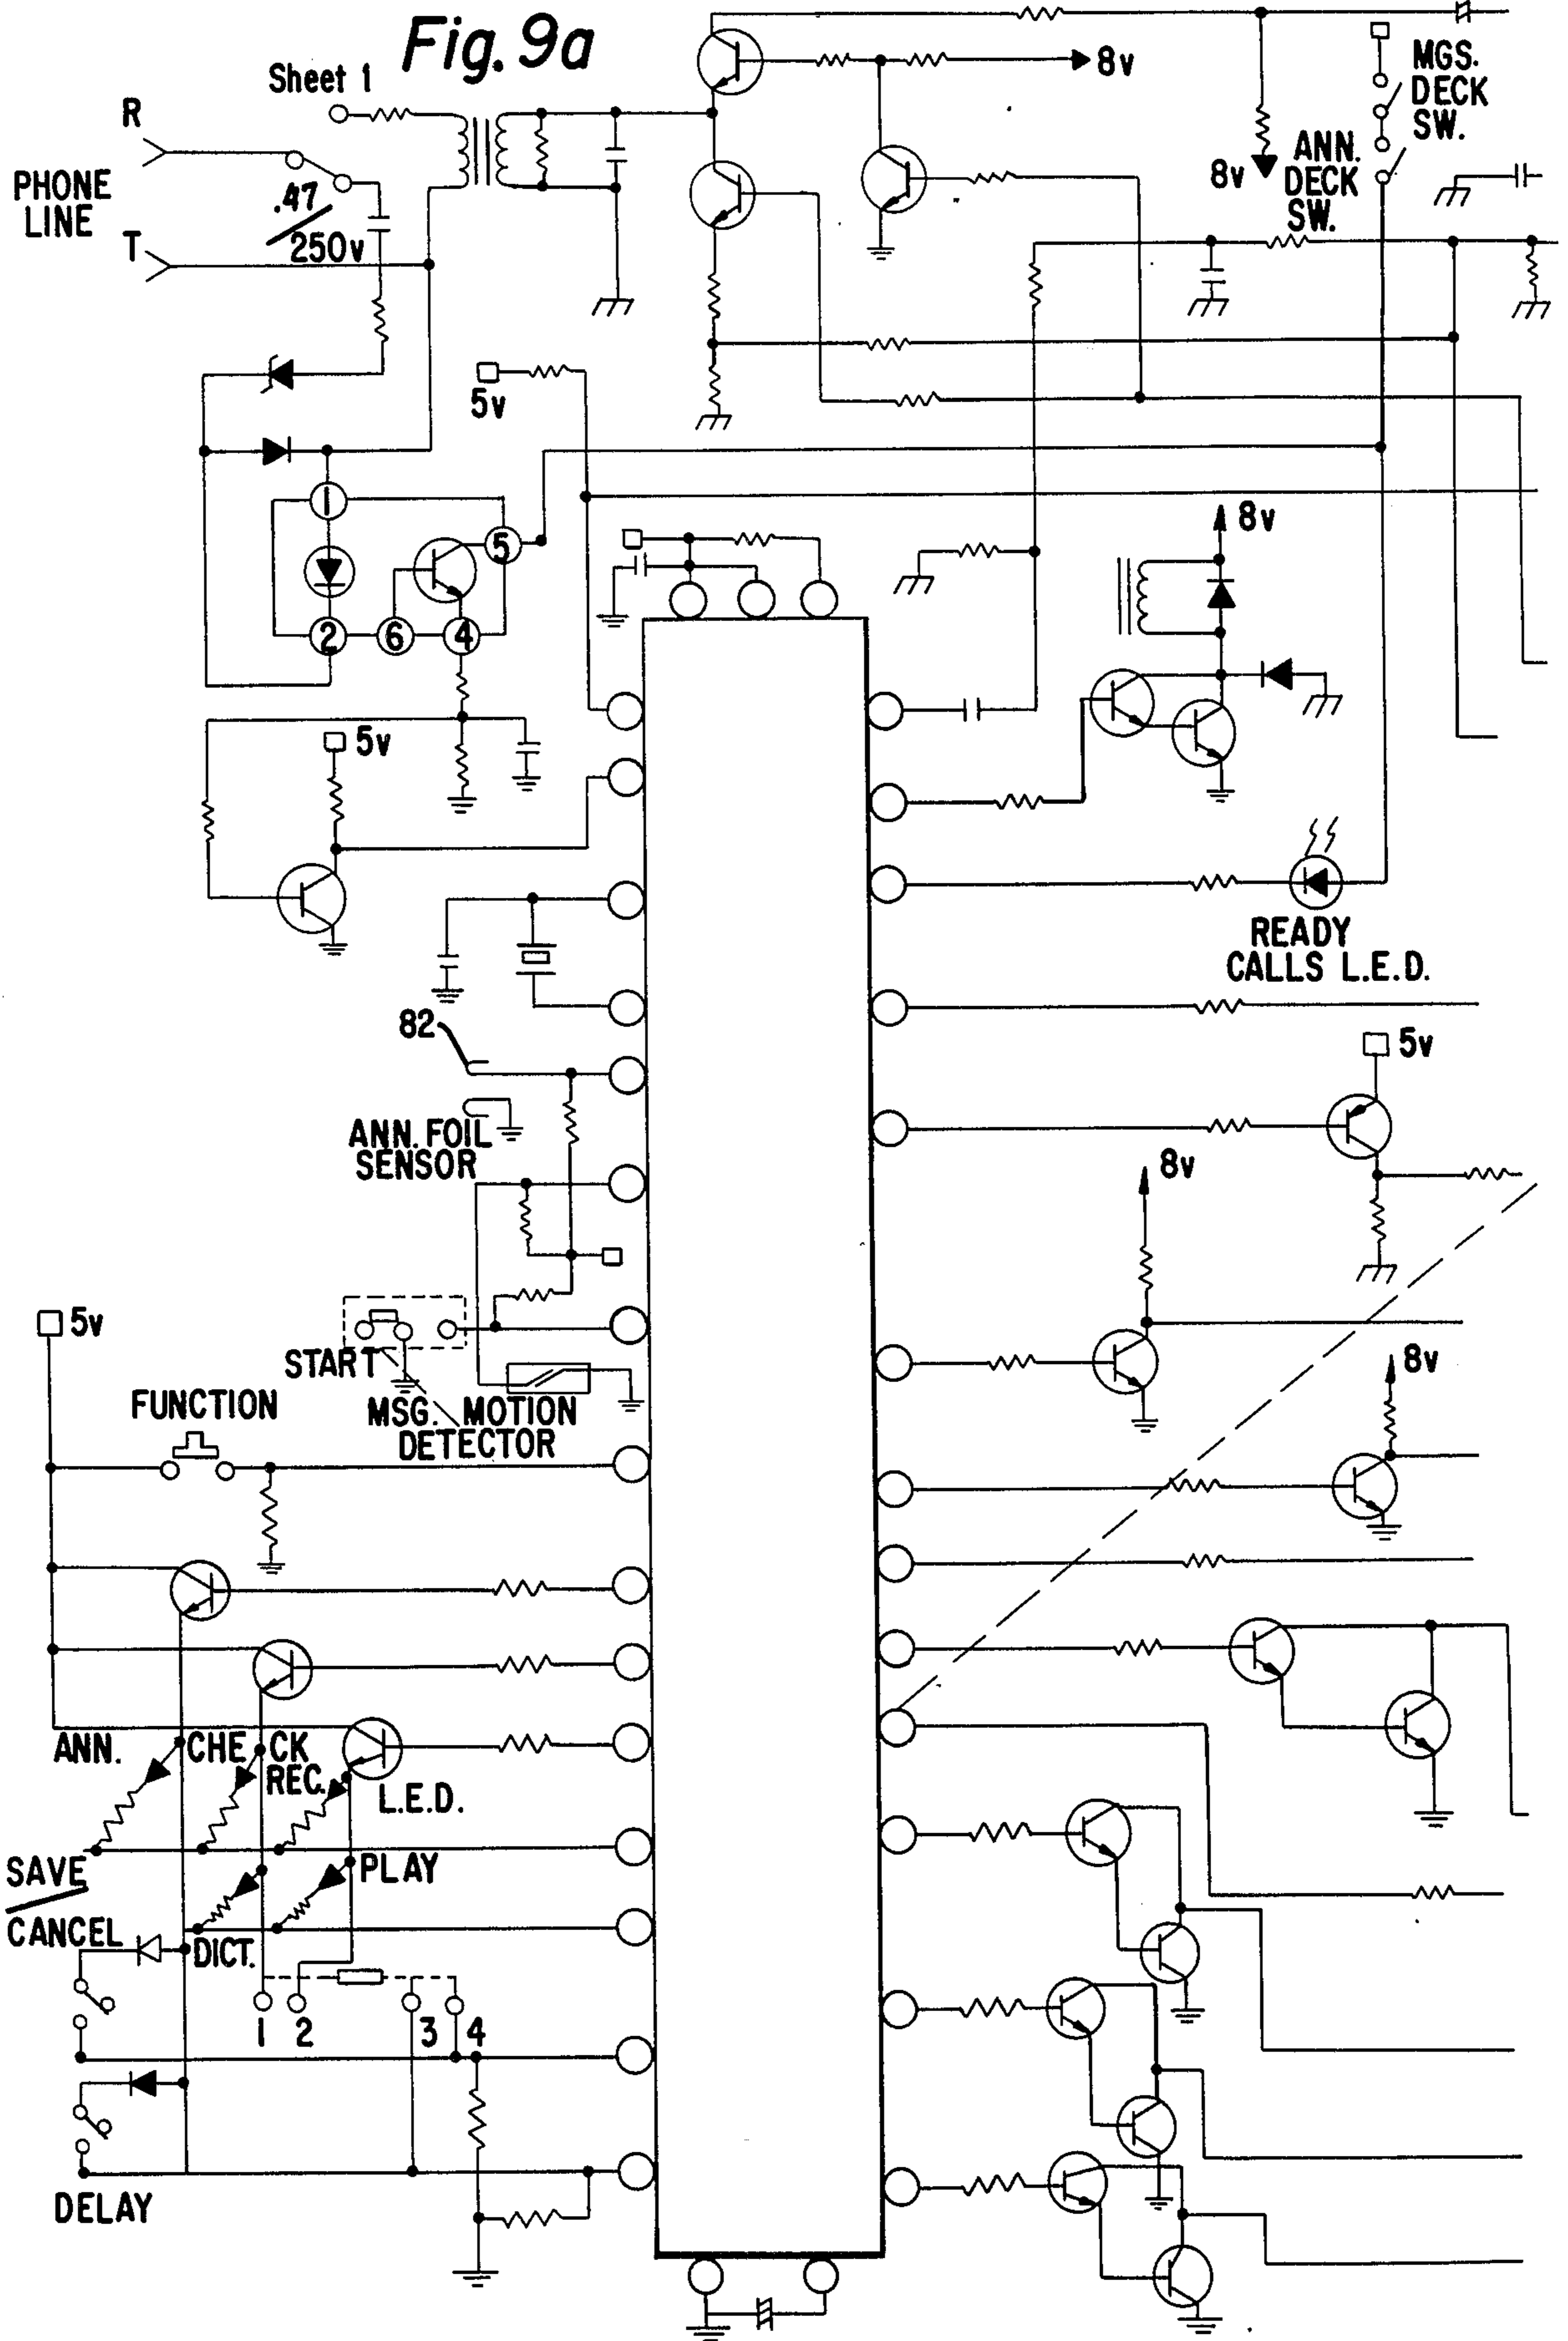 Fig. 9a
Sheet 1
R
PHONE
LINE
T
.47
250v
8v
MGS.
DECK
SW.
8v
ANN.
DECK
SW.
5v
1
5
2
6
4
8v
5v
READY
CALLS L.E.D.
82
ANN. FOIL
SENSOR
5v
8v
5v
START
8v
FUNCTION
MSG. MOTION
DETECTOR
ANN.
CHECK
REC.
L.E.D.
SAVE
CANCEL
PLAY
DICT.
1 2 3 4
DELAY